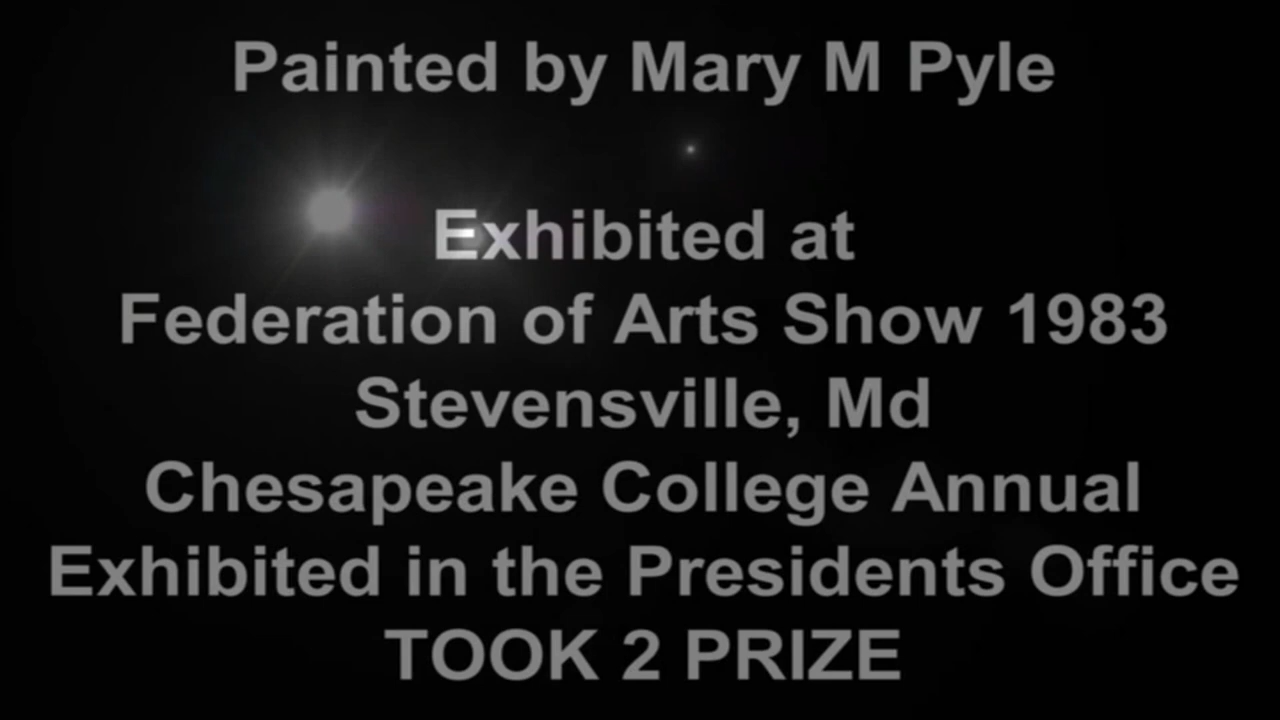 Painted by Mary M Pyle
Exhibited at
Federation of Arts Show 1983
Stevensville, Md
Chesapeake College Annual
Exhibited in the Presidents Office
TOOK 2 PRIZE